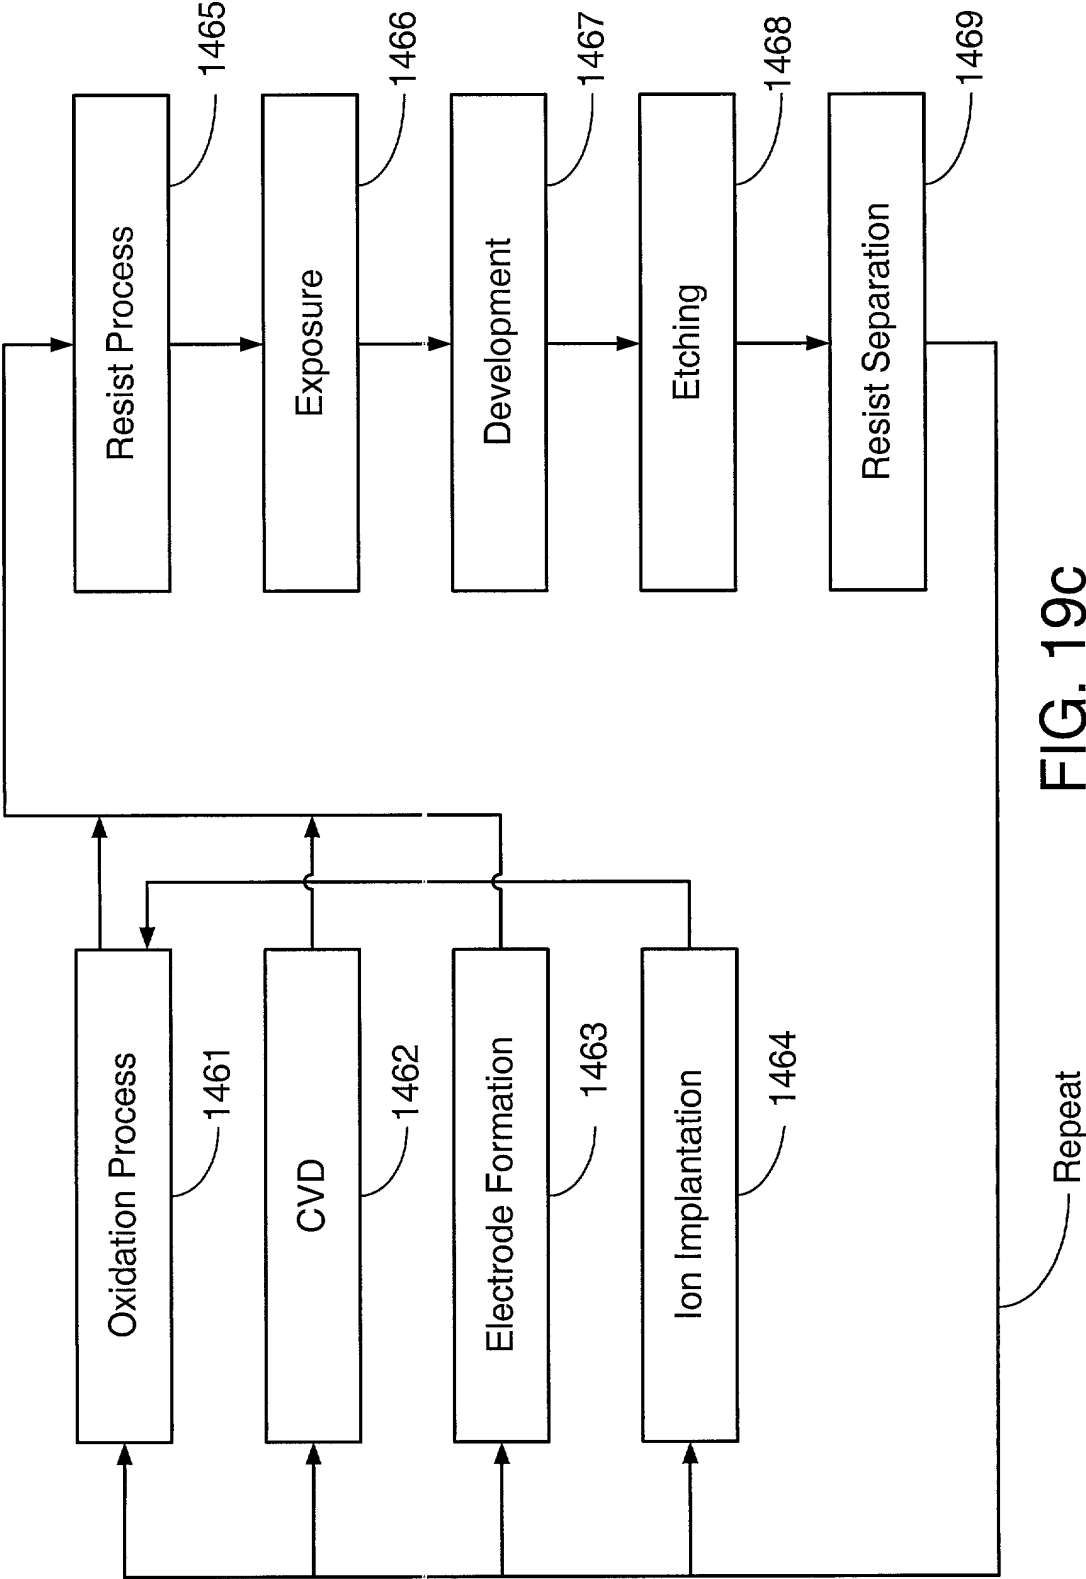 Oxidation Process
1461
CVD
1462
Electrode Formation
1463
Ion Implantation
1464
Resist Process
1465
Exposure
1466
Development
1467
Etching
1468
Resist Separation
1469
Repeat
FIG. 19c